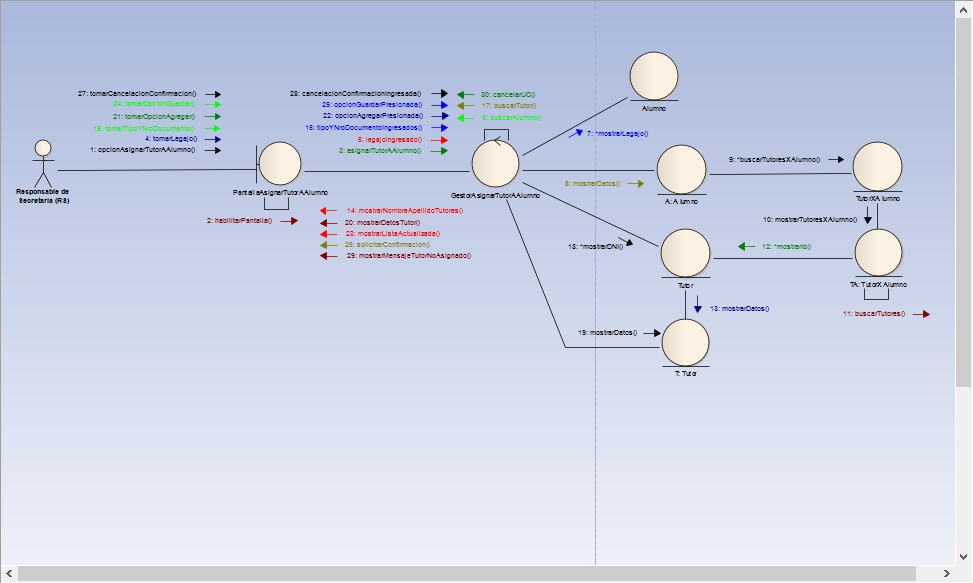 27: tomarCancelacionConfirmacion()
24: tomarOpcionGuardar()
21: tomarOpcionAgregar()
15: tomarTipoYNroDocumento()
4: tomarLegajo()
1: opcionAsignarTutorAAlumno()
28: cancelacionConfirmacionIngresada()
25: opcionGuardarPresionada()
22: opcionAgregarPresionada()
16: tipoYNroDocumentoIngresados()
5: legajoIngresado()
3: asignarTutorAAlumno()
30: cancelarUC()
17: buscarTutor()
6: buscarAlumno()
Alumno
7: *mostrarLegajo()
Responsable de
Secretaria (RS)
PantallaAsignarTutorAAlumno
GestorAsignarTutorAAlumno
8: mostrarDatos()
A: Alumno
9: *buscarTutoresXAlumno()
TutorXAlumno
2: habilitarPantalla()
14: mostrarNombreApellidoTutores()
20: mostrarDatosTutor()
23: mostrarListaActualizada()
26: solicitarConfirmacion()
29: mostrarMensajeTutorNoAsignado()
10: mostrarTutoresXAlumno()
18: *mostrarDNI()
12: *mostrarId()
Tutor
TA: TutorXAlumno
13: mostrarDatos()
11: buscarTutores()
19: mostrarDatos()
T: Tutor